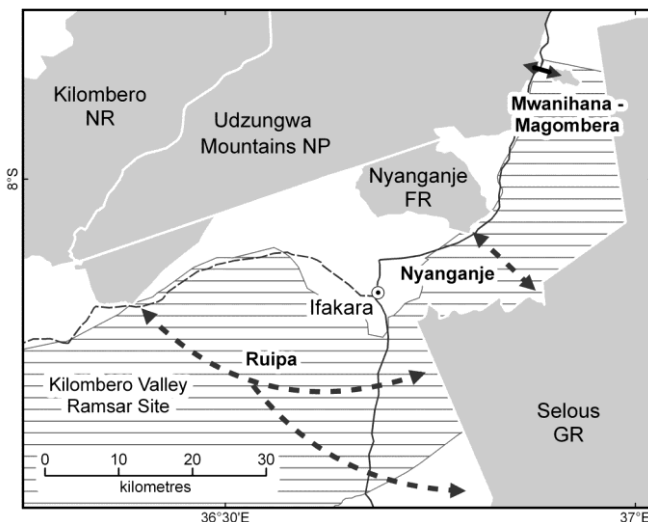 Kilombero
NR
Udzungwa
Mountains NP
Mwanihana -
Magombera
8°S
Nyanganje
FR
Nyanganje
Ifakara
Ruipa
Kilombero Valley
Ramsar Site
Selous
GR
0 10 20 30
kilometres
36°30'E
37°E